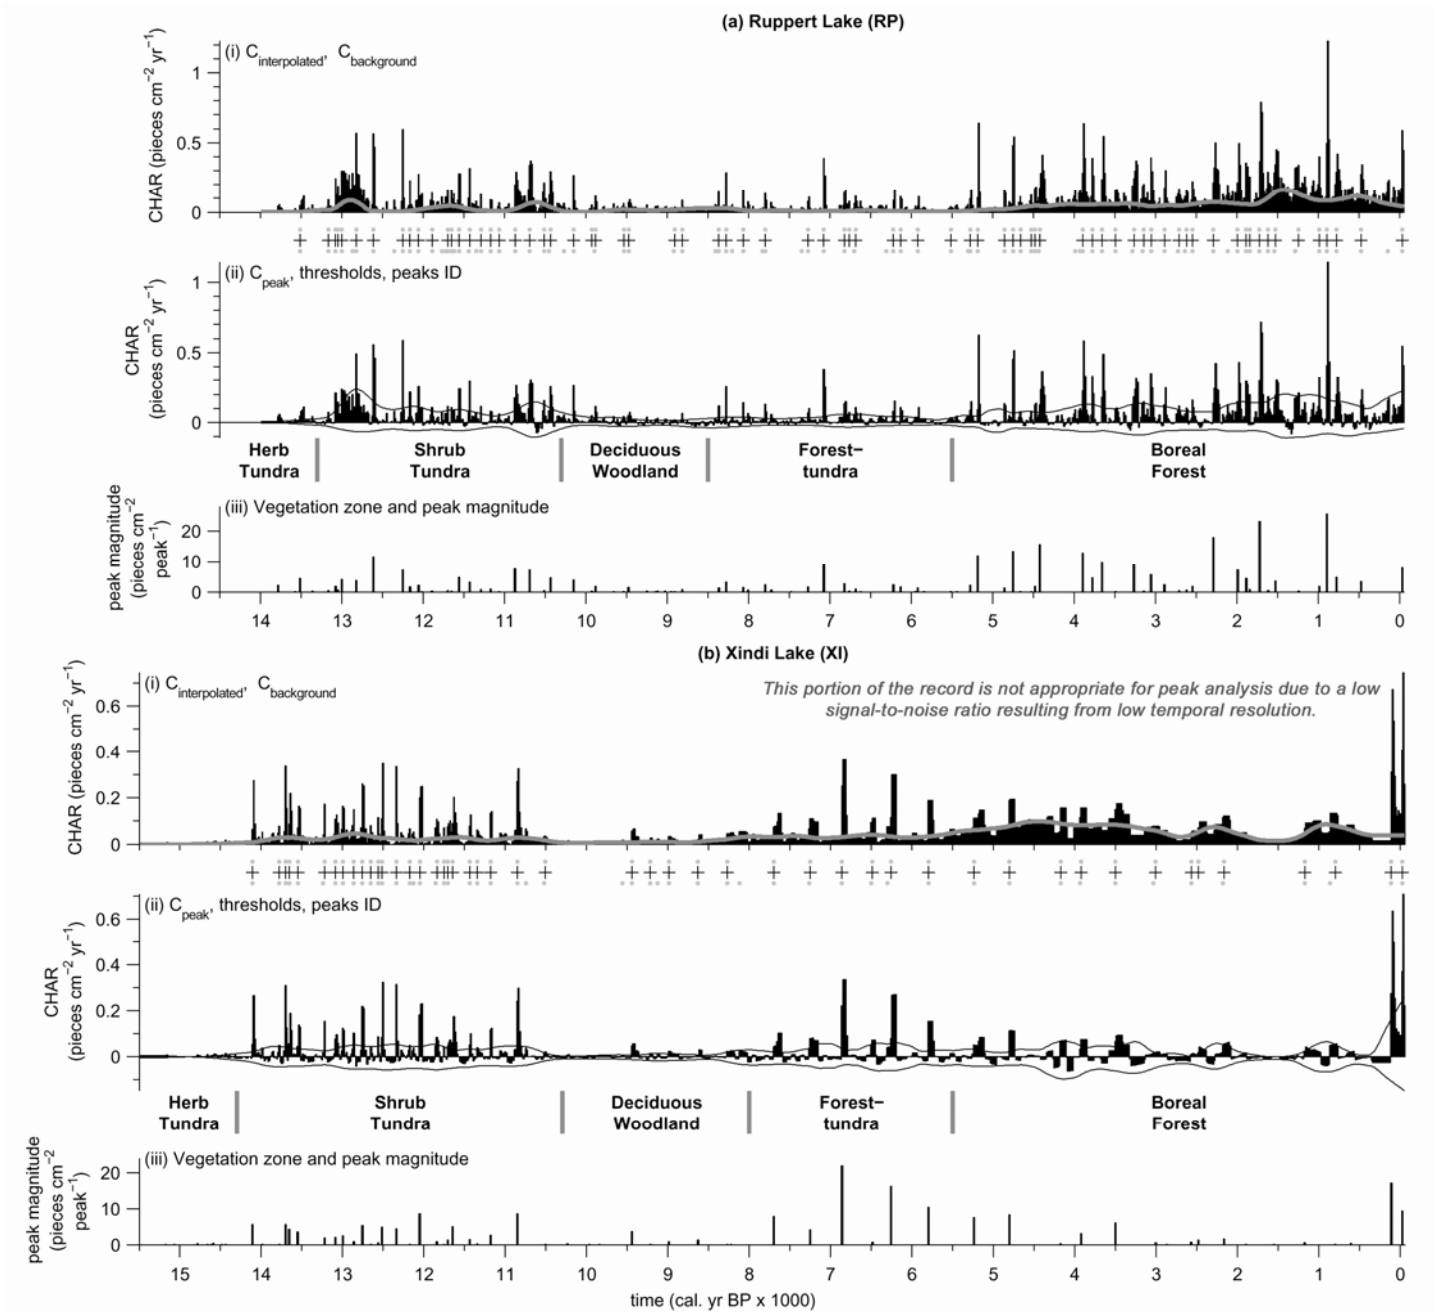 (a) Ruppert Lake (RP)
(i) C_interpolated, C_background
CHAR (pieces cm−2 yr−1)
1
0.5
0
(ii) C_peak, thresholds, peaks ID
CHAR
(pieces cm−2 yr−1)
1
0.5
0
Herb
Tundra
Shrub
Tundra
Deciduous
Woodland
Forest−
tundra
Boreal
Forest
(iii) Vegetation zone and peak magnitude
peak magnitude
(pieces cm−2
peak−1)
20
10
0
14 13 12 11 10 9 8 7 6 5 4 3 2 1 0
(b) Xindi Lake (XI)
(i) C_interpolated, C_background
This portion of the record is not appropriate for peak analysis due to a low
signal-to-noise ratio resulting from low temporal resolution.
CHAR (pieces cm−2 yr−1)
0.6
0.4
0.2
0
(ii) C_peak, thresholds, peaks ID
CHAR
(pieces cm−2 yr−1)
0.6
0.4
0.2
0
Herb
Tundra
Shrub
Tundra
Deciduous
Woodland
Forest−
tundra
Boreal
Forest
(iii) Vegetation zone and peak magnitude
peak magnitude
(pieces cm−2
peak−1)
20
10
0
15 14 13 12 11 10 9 8 7 6 5 4 3 2 1 0
time (cal. yr BP x 1000)